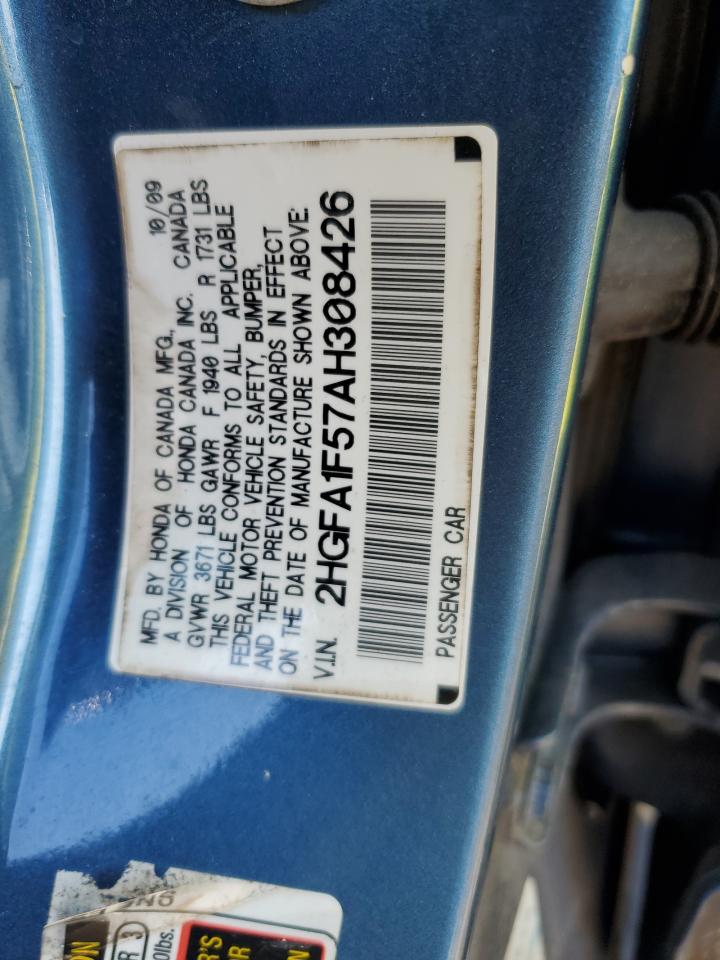 MFD. BY HONDA OF CANADA MFG., 10/09
A DIVISION OF HONDA CANADA INC. CANADA
GVWR 3671 LBS GAWR F 1940 LBS R 1731 LBS
THIS VEHICLE CONFORMS TO ALL APPLICABLE
FEDERAL MOTOR VEHICLE SAFETY, BUMPER,
AND THEFT PREVENTION STANDARDS IN EFFECT
ON THE DATE OF MANUFACTURE SHOWN ABOVE:
V.I.N. 2HGFA1F57AH308426
PASSENGER CAR